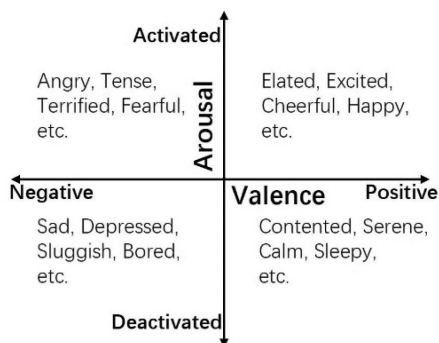 Activated
Angry, Tense,
Terrified, Fearful,
etc.
Arousal
Elated, Excited,
Cheerful, Happy,
etc.
Negative
Valence
Positive
Sad, Depressed,
Sluggish, Bored,
etc.
Contented, Serene,
Calm, Sleepy,
etc.
Deactivated